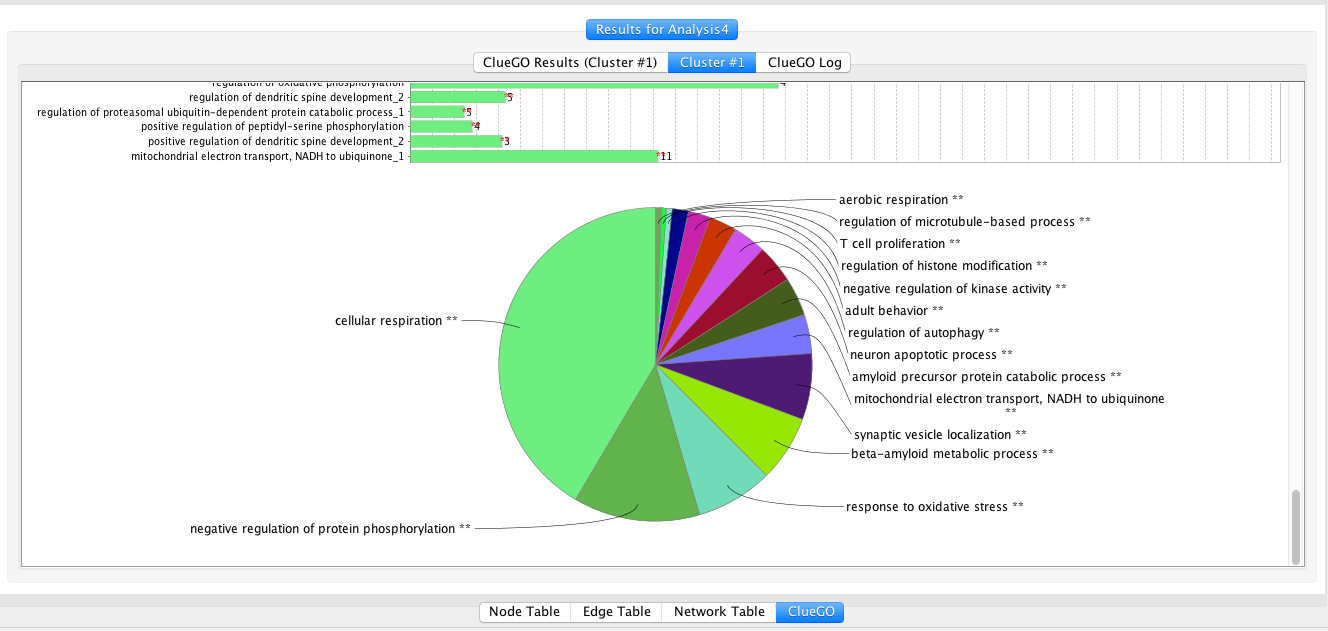 Results for Analysis4
ClueGO Results (Cluster #1) Cluster #1 ClueGO Log
regulation of oxidative phosphorylation 4
regulation of dendritic spine development_2 *5
regulation of proteasomal ubiquitin-dependent protein catabolic process_1 *5
positive regulation of peptidyl-serine phosphorylation *4
positive regulation of dendritic spine development_2 *3
mitochondrial electron transport, NADH to ubiquinone_1 *11
aerobic respiration **
regulation of microtubule-based process **
T cell proliferation **
regulation of histone modification **
negative regulation of kinase activity **
adult behavior **
cellular respiration **
regulation of autophagy **
neuron apoptotic process **
amyloid precursor protein catabolic process **
mitochondrial electron transport, NADH to ubiquinone
**
synaptic vesicle localization **
beta-amyloid metabolic process **
response to oxidative stress **
negative regulation of protein phosphorylation **
Node Table Edge Table Network Table ClueGO